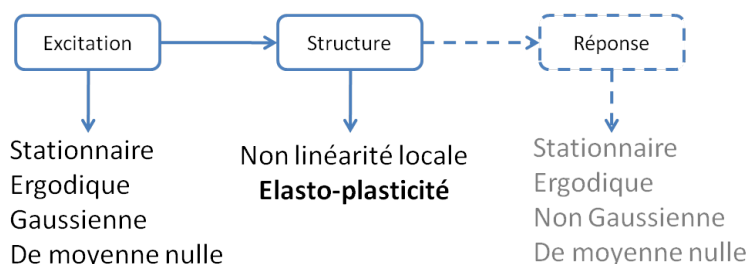 Excitation
Structure
Réponse
Stationnaire
Ergodique
Gaussienne
De moyenne nulle
Non linéarité locale
Elasto-plasticité
Stationnaire
Ergodique
Non Gaussienne
De moyenne nulle